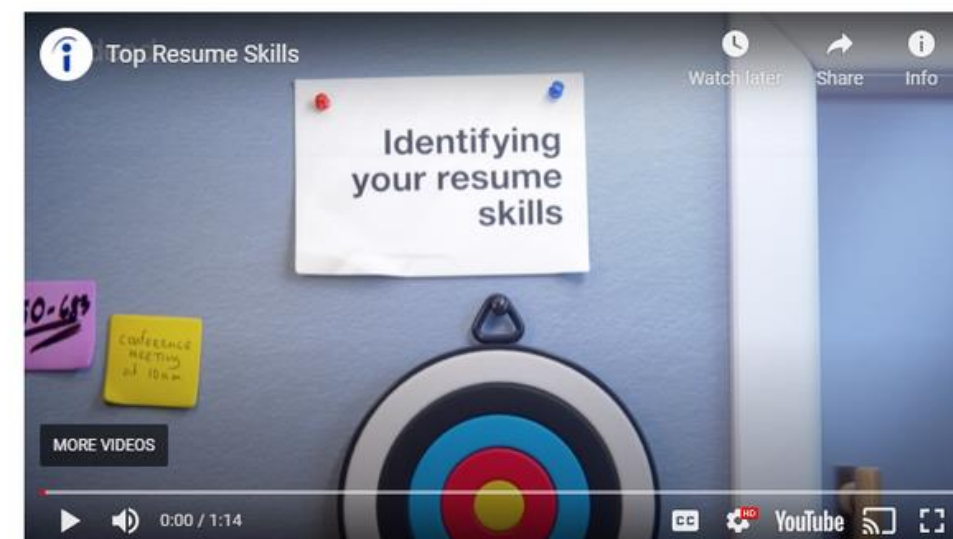 Top Resume Skills
Watch later
Share
Info
Identifying
your resume
skills
CONFERENCE
MEETING
at 10am
MORE VIDEOS
0:00 / 1:14
CC
HD
YouTube